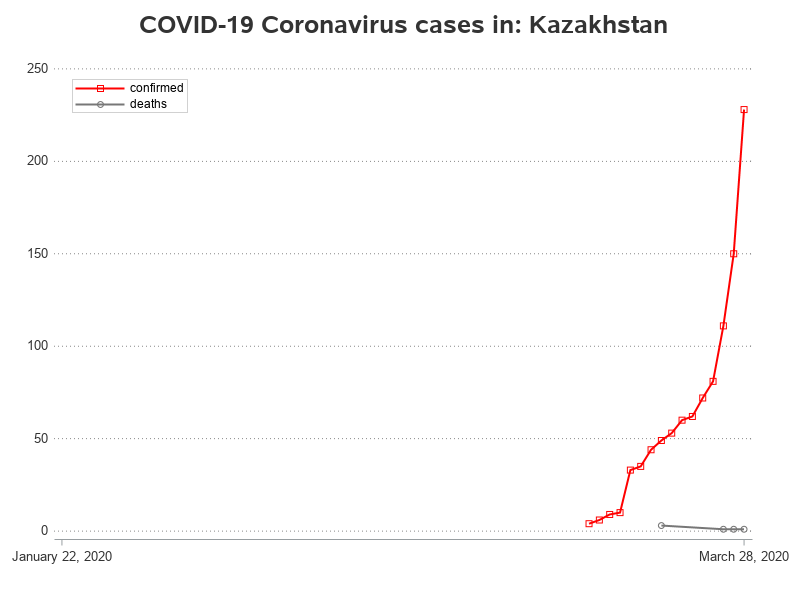 COVID-19 Coronavirus cases in: Kazakhstan
250
confirmed
deaths
200
150
100
50
0
January 22, 2020
March 28, 2020